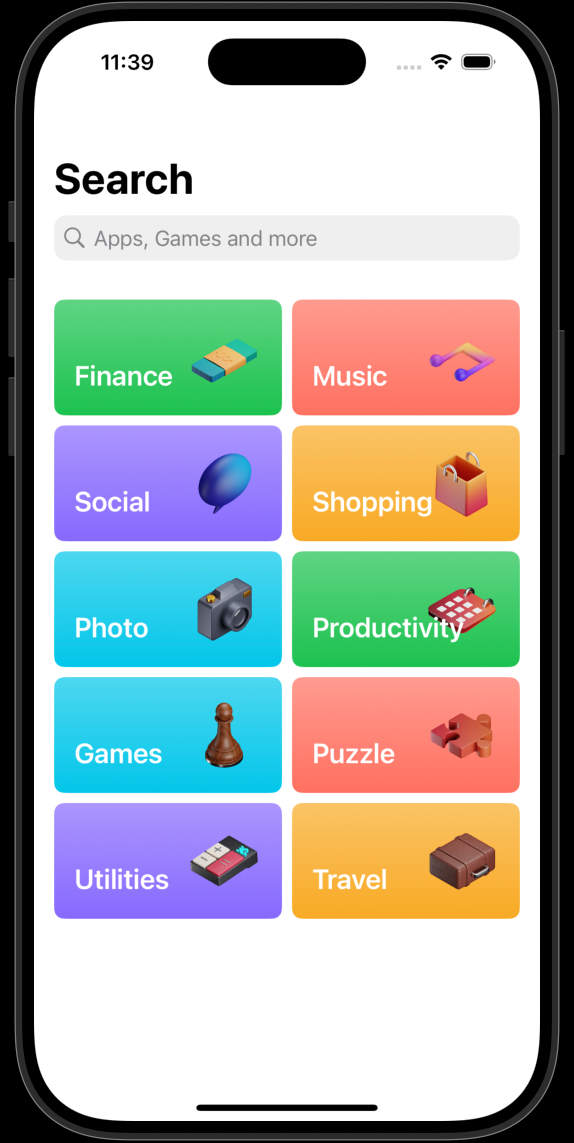 11:39
Search
Apps, Games and more
Finance
Music
Social
Shopping
Photo
Productivity
Games
Puzzle
Utilities
Travel